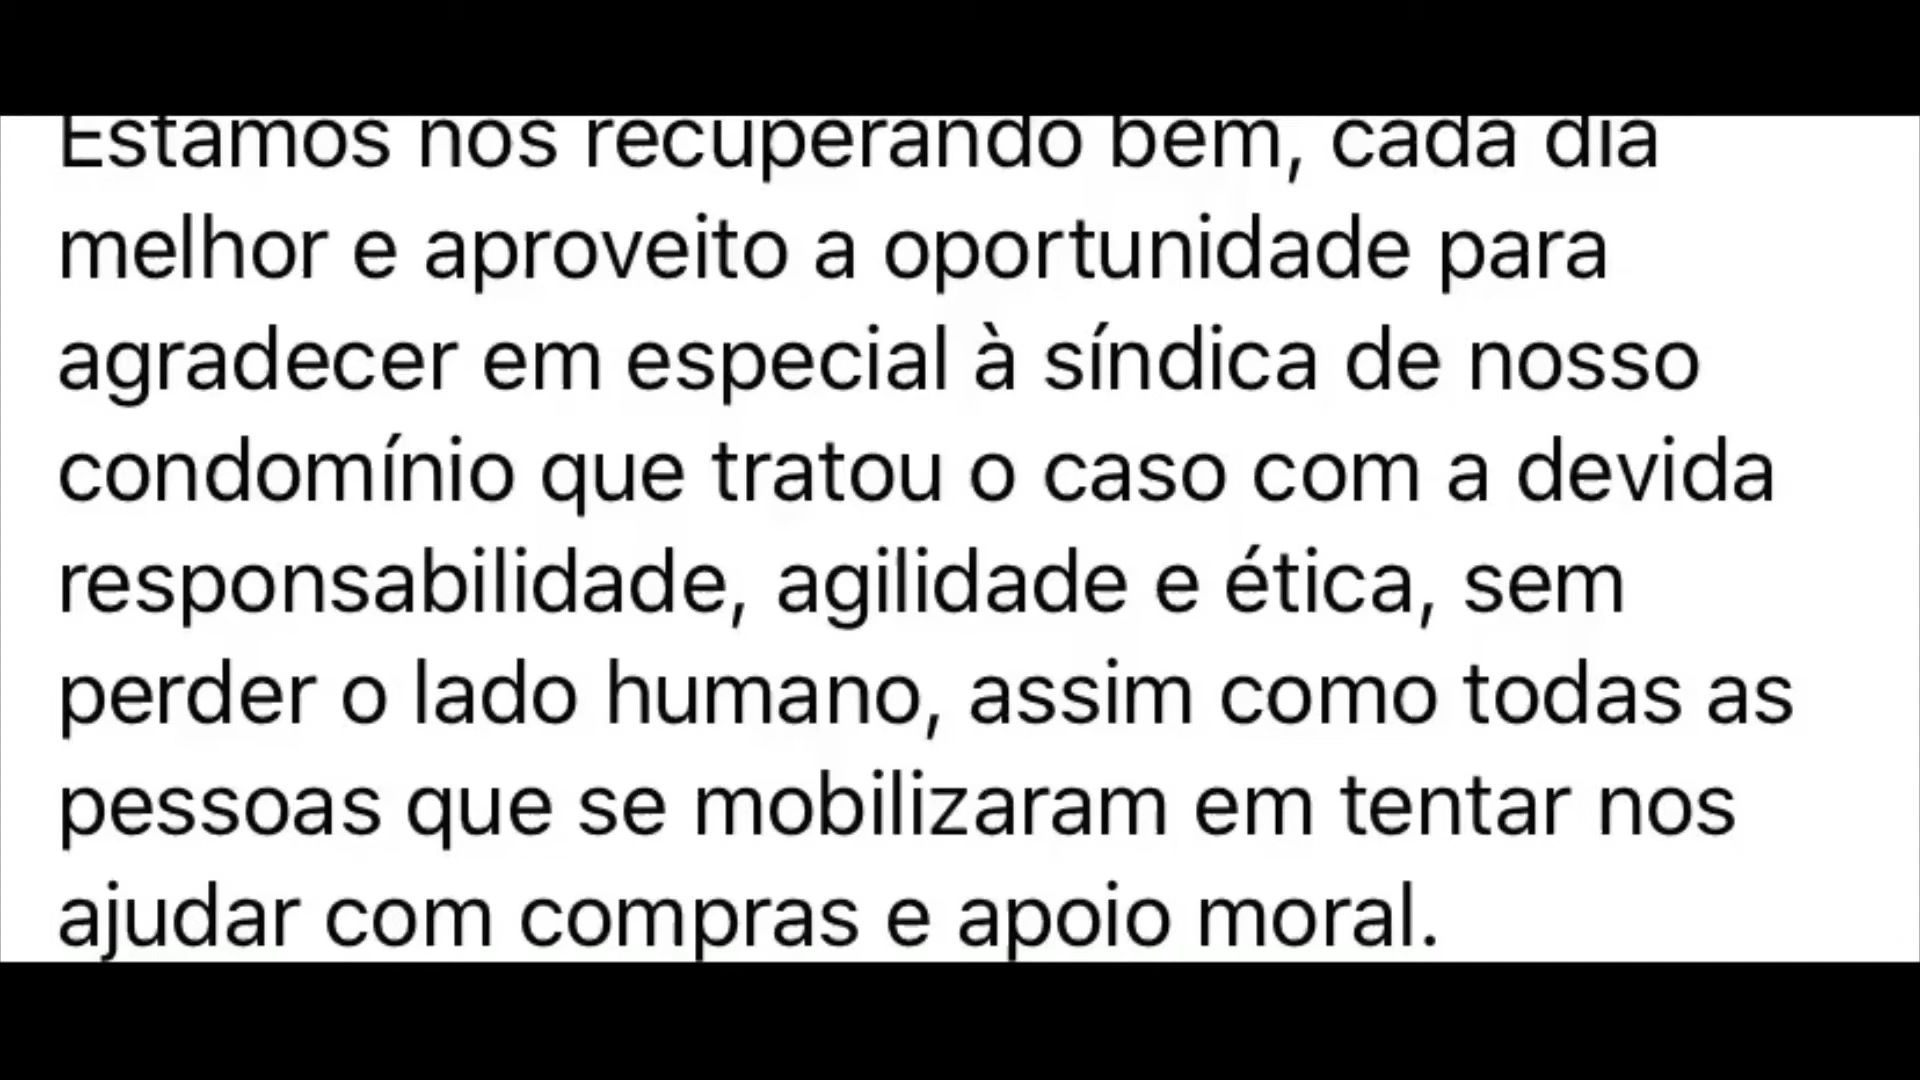 Estamos nos recuperando bem, cada dia
melhor e aproveito a oportunidade para
agradecer em especial à síndica de nosso
condomínio que tratou o caso com a devida
responsabilidade, agilidade e ética, sem
perder o lado humano, assim como todas as
pessoas que se mobilizaram em tentar nos
ajudar com compras e apoio moral.